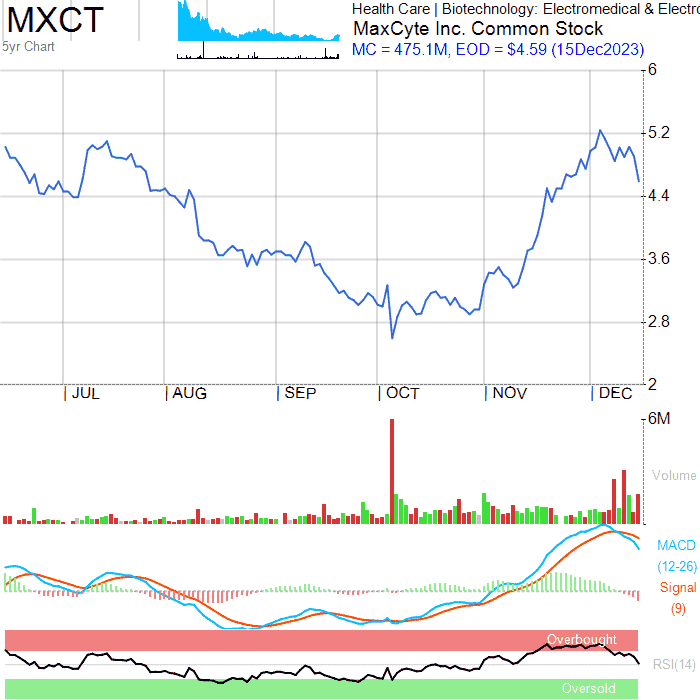 MXCT
5yr Chart
Health Care | Biotechnology: Electromedical & Electro
MaxCyte Inc. Common Stock
MC = 475.1M, EOD = $4.59 (15Dec2023)
6
5.2
4.4
3.6
2.8
2
| JUL | AUG | SEP | OCT | NOV | DEC
6M
Volume
MACD
(12-26)
Signal
(9)
Overbought
RSI(14)
Oversold